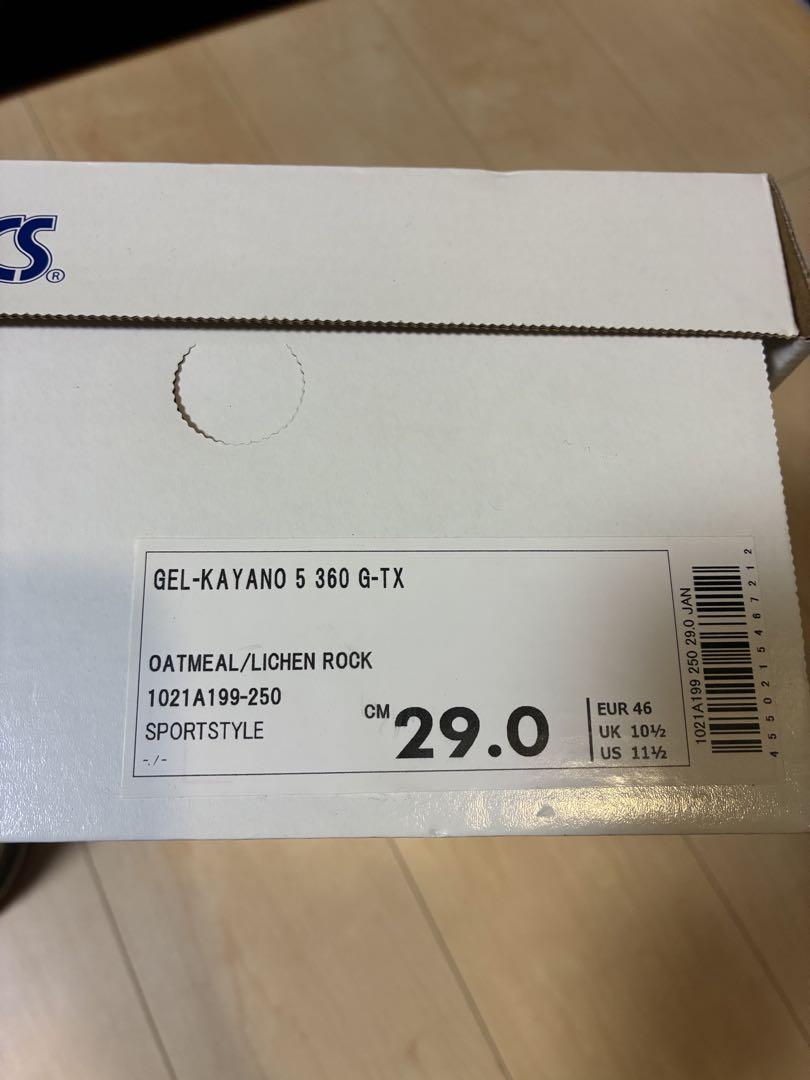 CS®
GEL-KAYANO 5 360 G-TX
OATMEAL/LICHEN ROCK
1021A199-250
SPORTSTYLE
-./-
CM 29.0
EUR 46
UK 10½
US 11½
1021A199 250 29.0 JAN
4550215467212